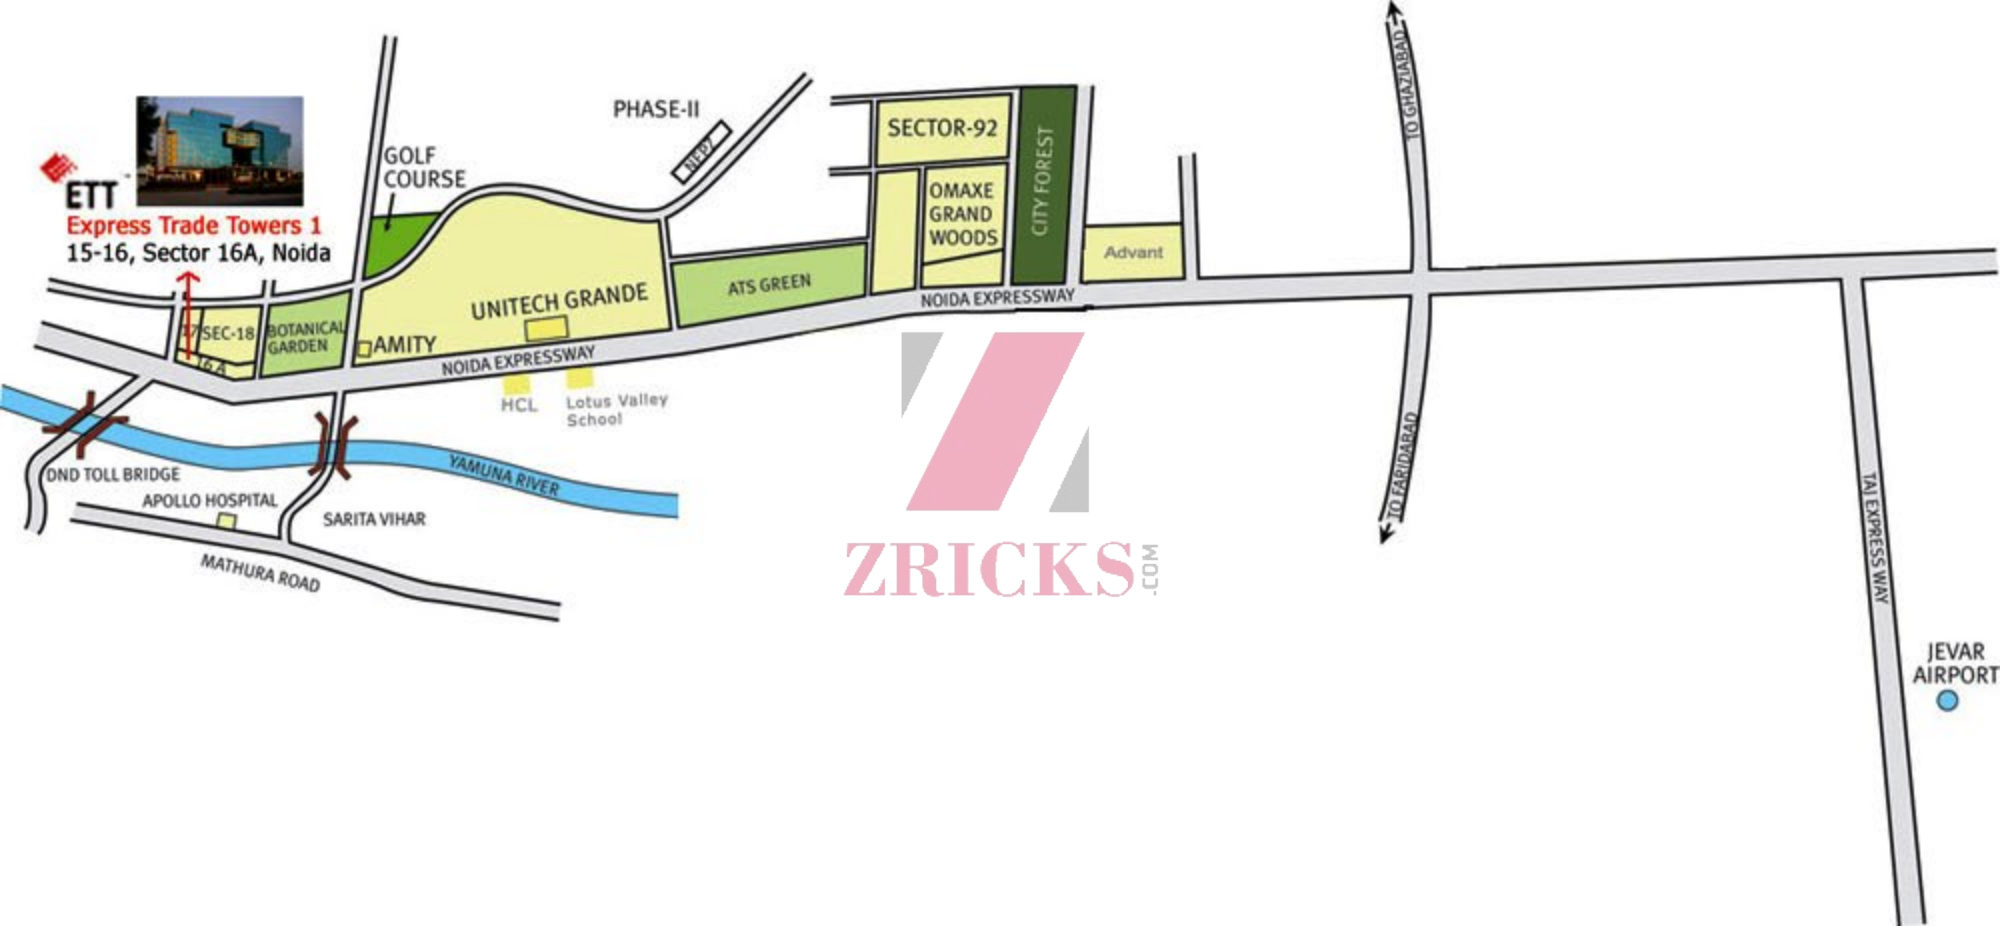 ETT
Express Trade Towers 1
15-16, Sector 16A, Noida
GOLF
COURSE
PHASE-II
NEPZ
SECTOR-92
OMAXE
GRAND
WOODS
CITY FOREST
Advant
TO GHAZIABAD
17
SEC-18
16 A
BOTANICAL
GARDEN
AMITY
UNITECH GRANDE
ATS GREEN
NOIDA EXPRESSWAY
NOIDA EXPRESSWAY
HCL
Lotus Valley
School
DND TOLL BRIDGE
YAMUNA RIVER
APOLLO HOSPITAL
SARITA VIHAR
MATHURA ROAD
ZRICKS.COM
TO FARIDABAD
TAJ EXPRESS WAY
JEVAR
AIRPORT